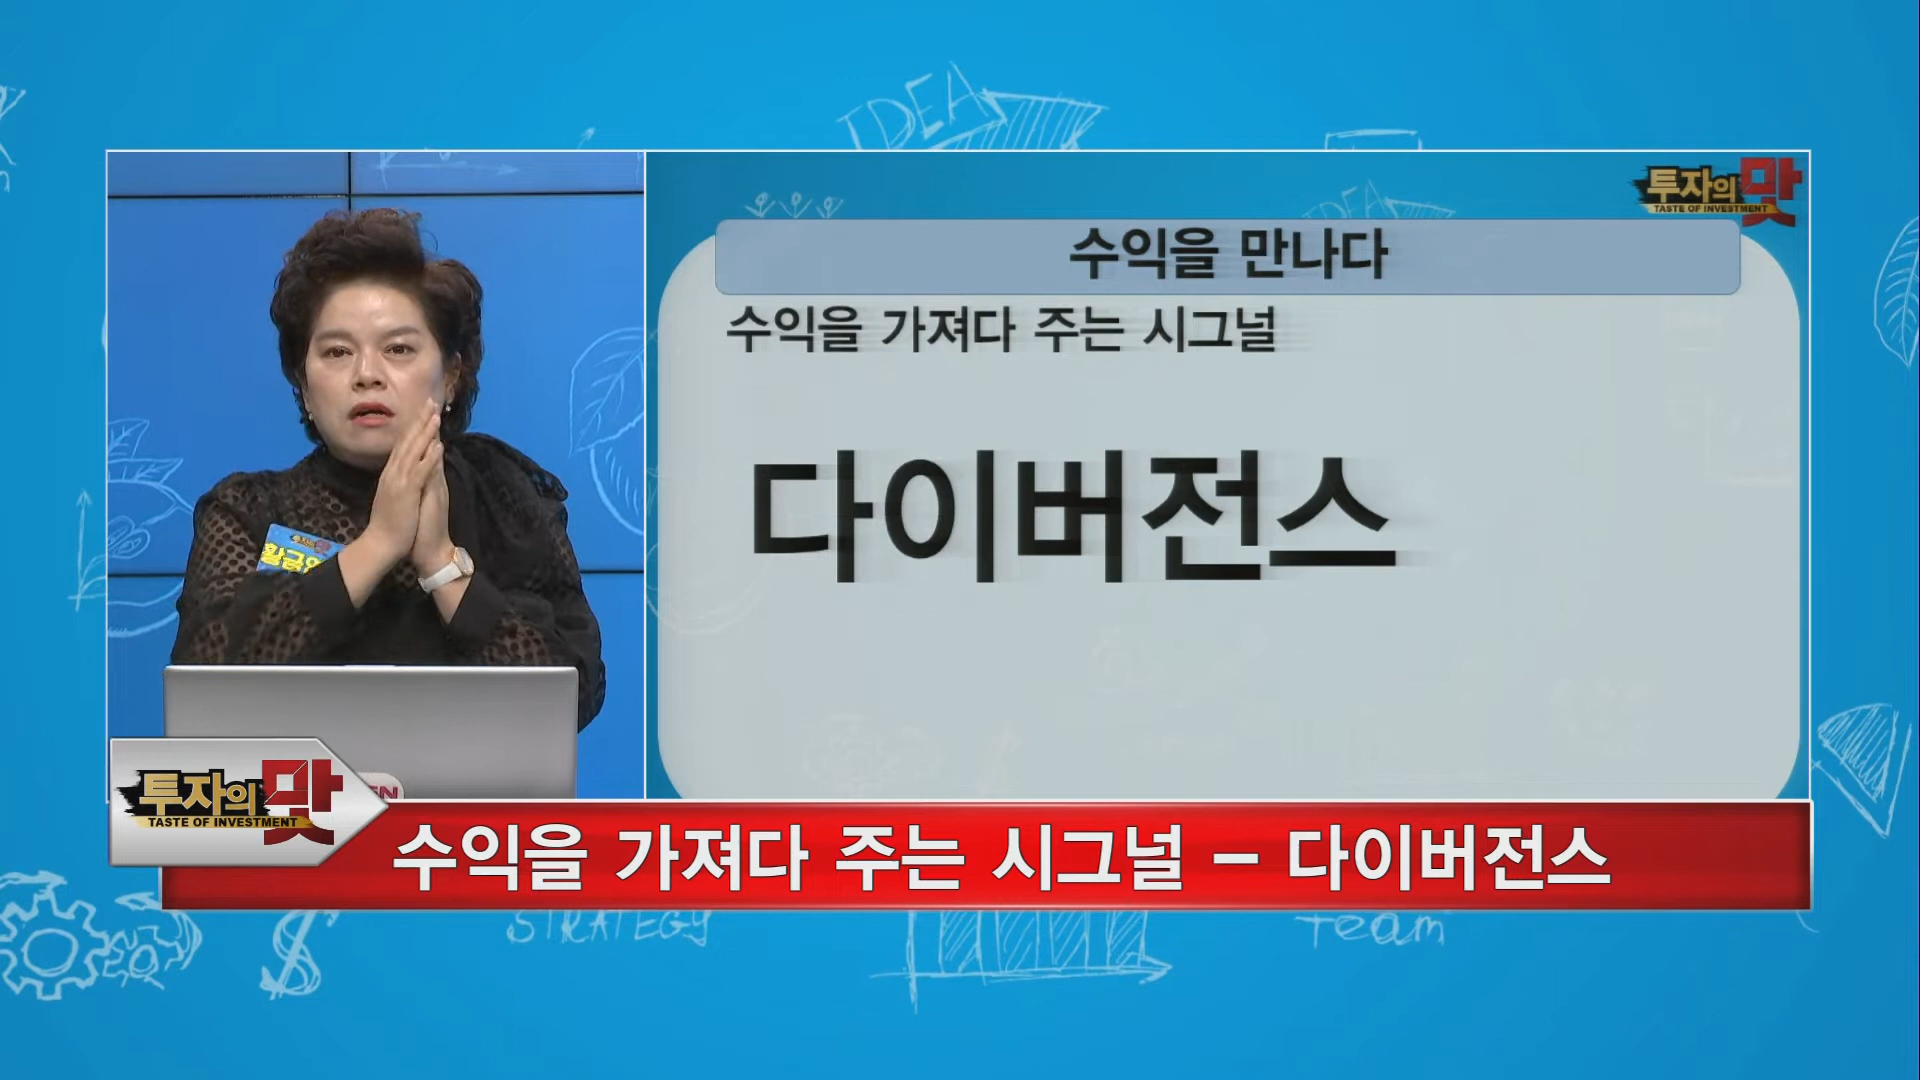 IDEA
투자의 맛
TASTE OF INVESTMENT
수익을 만나다
수익을 가져다 주는 시그널
다이버전스
투자의 맛
TASTE OF INVESTMENT
수익을 가져다 주는 시그널 - 다이버전스
STRATEGY
Team